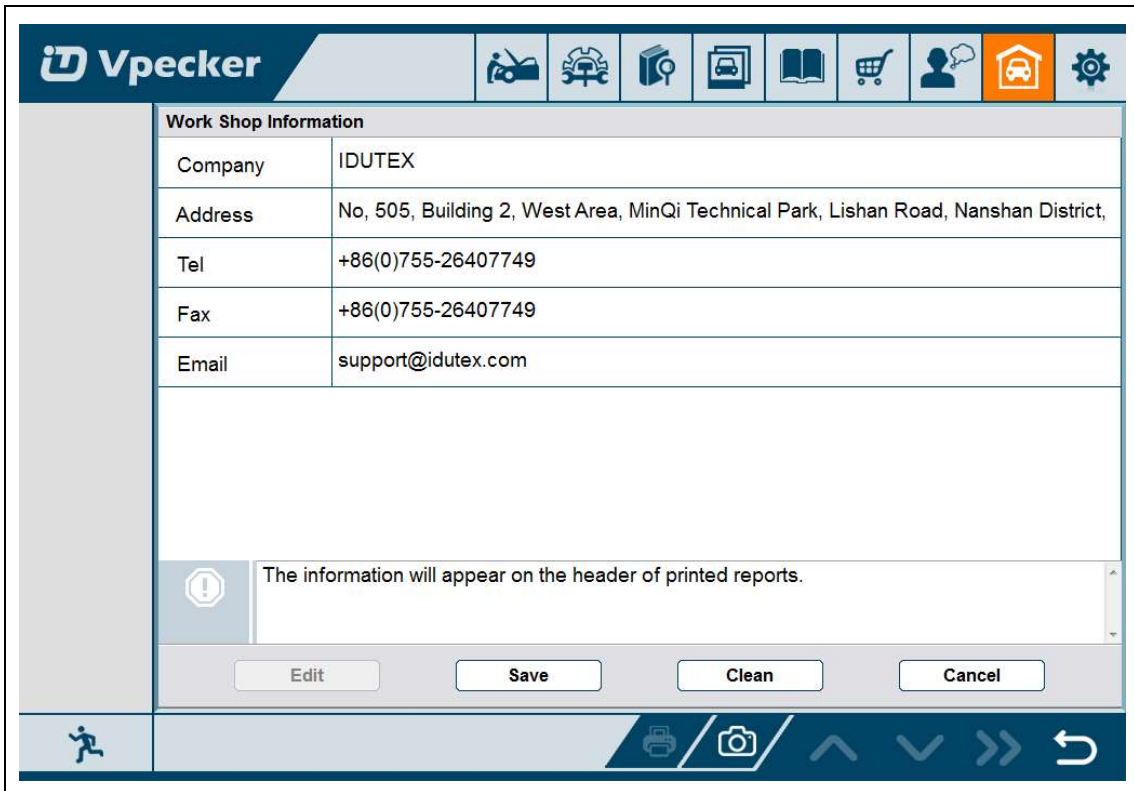 iD Vpecker
Work Shop Information
Company
IDUTEX
Address
No, 505, Building 2, West Area, MinQi Technical Park, Lishan Road, Nanshan District,
Tel
+86(0)755-26407749
Fax
+86(0)755-26407749
Email
support@idutex.com
The information will appear on the header of printed reports.
Edit
Save
Clean
Cancel